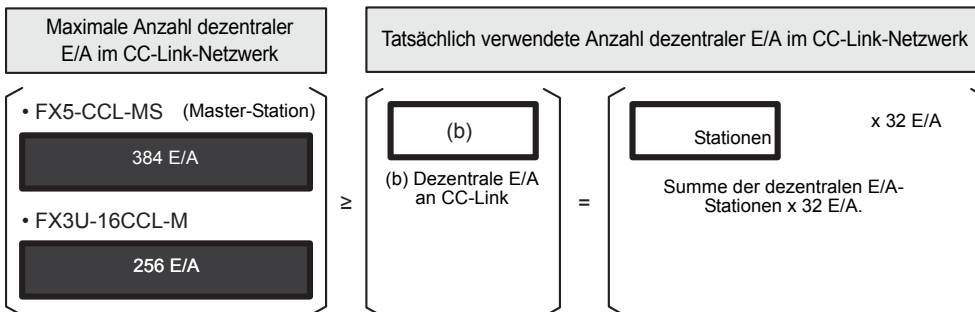 Maximale Anzahl dezentraler
E/A im CC-Link-Netzwerk
Tatsächlich verwendete Anzahl dezentraler E/A im CC-Link-Netzwerk
• FX5-CCL-MS (Master-Station)
384 E/A
• FX3U-16CCL-M
256 E/A
≥
(b)
(b) Dezentrale E/A
an CC-Link
=
Stationen x 32 E/A
Summe der dezentralen E/A-
Stationen x 32 E/A.